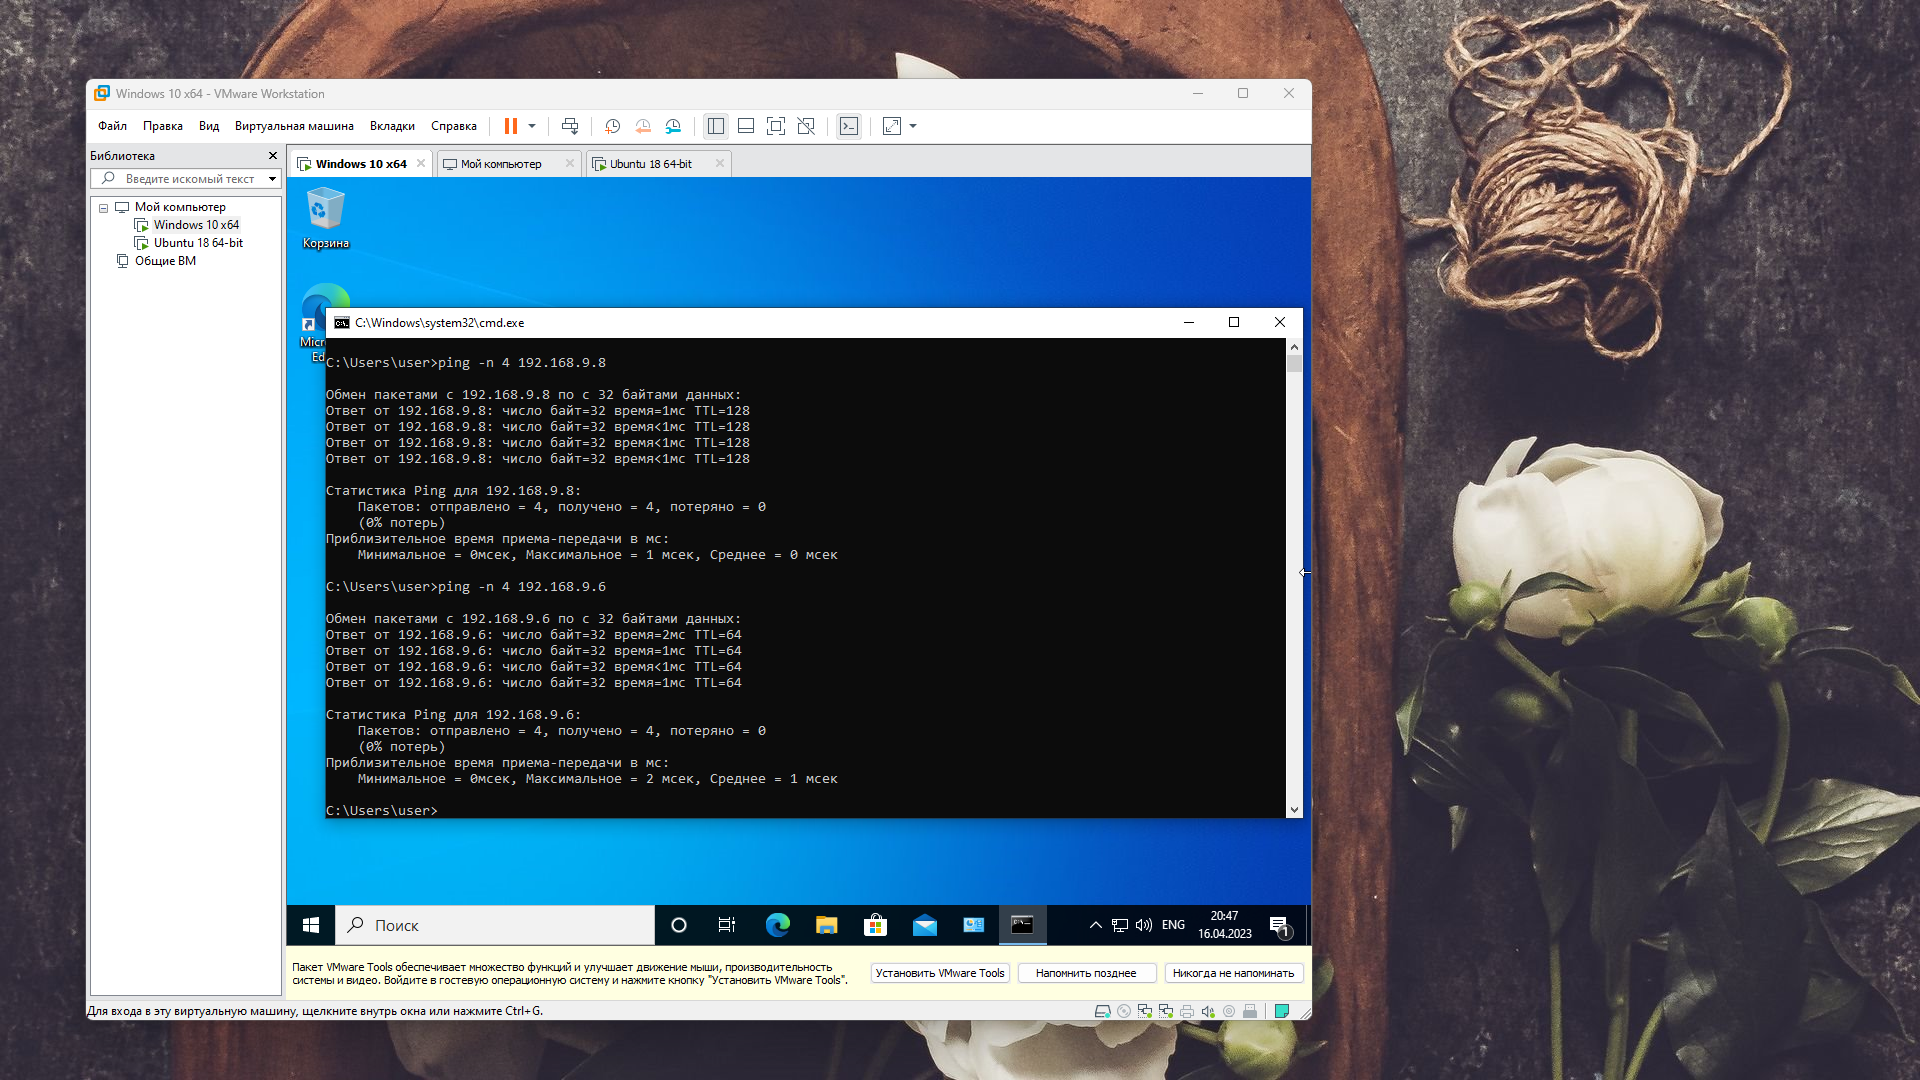 Windows 10 x64 - VMware Workstation
Файл Правка Вид Виртуальная машина Вкладки Справка
Библиотека
Введите искомый текст
Мой компьютер
Windows 10 x64
Ubuntu 18 64-bit
Общие ВМ
Windows 10 x64 Мой компьютер Ubuntu 18 64-bit
Корзина
Micr
Ed
C:\Windows\system32\cmd.exe
C:\Users\user>ping -n 4 192.168.9.8
Обмен пакетами с 192.168.9.8 по с 32 байтами данных:
Ответ от 192.168.9.8: число байт=32 время=1мс TTL=128
Ответ от 192.168.9.8: число байт=32 время<1мс TTL=128
Ответ от 192.168.9.8: число байт=32 время<1мс TTL=128
Ответ от 192.168.9.8: число байт=32 время<1мс TTL=128
Статистика Ping для 192.168.9.8:
Пакетов: отправлено = 4, получено = 4, потеряно = 0
(0% потерь)
Приблизительное время приема-передачи в мс:
Минимальное = 0мсек, Максимальное = 1 мсек, Среднее = 0 мсек
C:\Users\user>ping -n 4 192.168.9.6
Обмен пакетами с 192.168.9.6 по с 32 байтами данных:
Ответ от 192.168.9.6: число байт=32 время=2мс TTL=64
Ответ от 192.168.9.6: число байт=32 время=1мс TTL=64
Ответ от 192.168.9.6: число байт=32 время<1мс TTL=64
Ответ от 192.168.9.6: число байт=32 время=1мс TTL=64
Статистика Ping для 192.168.9.6:
Пакетов: отправлено = 4, получено = 4, потеряно = 0
(0% потерь)
Приблизительное время приема-передачи в мс:
Минимальное = 0мсек, Максимальное = 2 мсек, Среднее = 1 мсек
C:\Users\user>
Поиск
ENG
20:47
16.04.2023
1
Пакет VMware Tools обеспечивает множество функций и улучшает движение мыши, производительность
системы и видео. Войдите в гостевую операционную систему и нажмите кнопку "Установить VMware Tools".
Установить VMware Tools
Напомнить позднее
Никогда не напоминать
Для входа в эту виртуальную машину, щелкните внутрь окна или нажмите Ctrl+G.